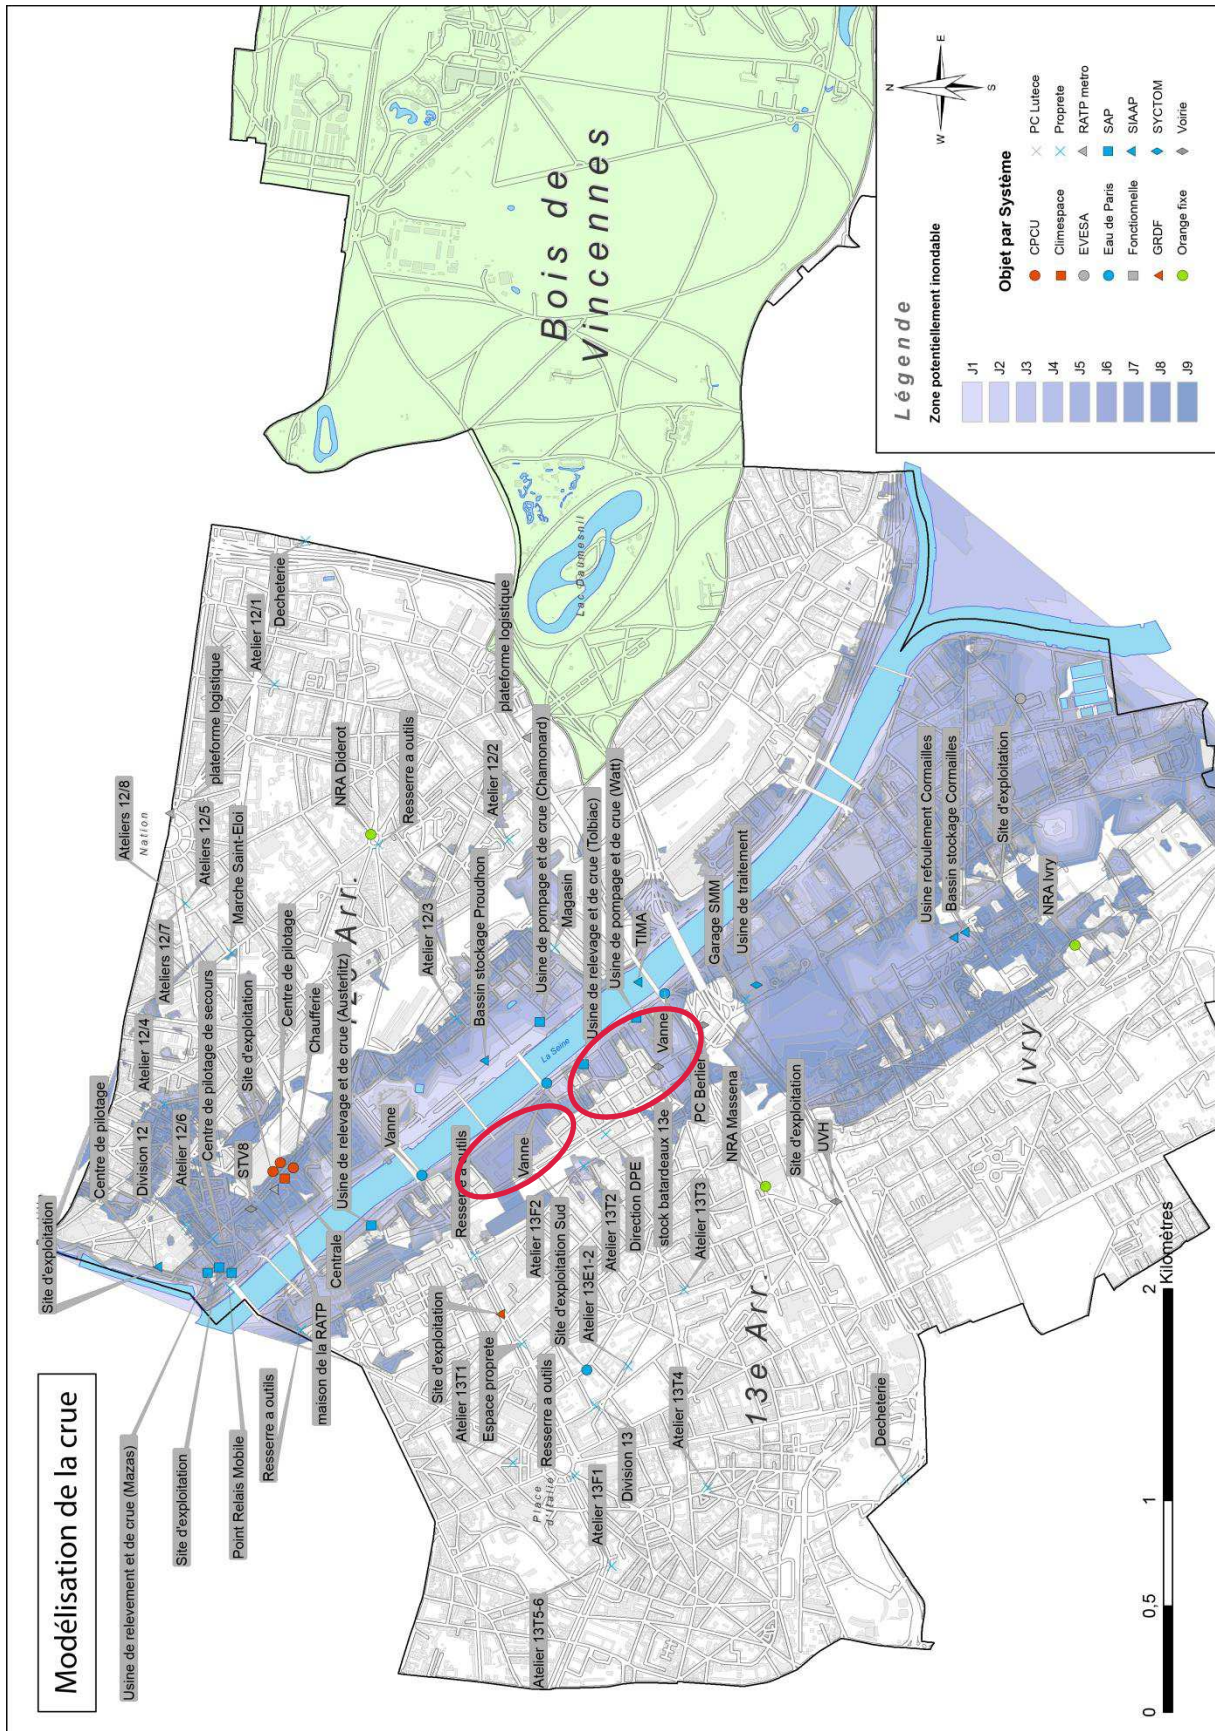 Modélisation de la crue
Usine de relevement et de crue (Mazas)
Site d'exploitation
Point Relais Mobile
Resserre a outils
maison de la RATP
Centrale
Site d'exploitation
Centre de pilotage
Division 12
Atelier 12/4
Atelier 12/6
Centre de pilotage de secours
STV8
Site d'exploitation
Centre de pilotage
Chaufferie
Usine de relevage et de crue (Austerlitz)
Vanne
Ateliers 12/7
Ateliers 12/8
Nation
Ateliers 12/5
Marche Saint-Eloi
plateforme logistique
Atelier 12/1
Decheterie
NRA Diderot
Resserre a outils
Atelier 12/2
plateforme logistique
Atelier 12/3
Bassin stockage Proudhon
Usine de pompage et de crue (Chamonard)
Magasin
Usine de relevage et de crue (Tolbiac)
Usine de pompage et de crue (Watt)
TIMA
Garage SMM
Usine de traitement
La Seine
Arr.
Bois de
Vincennes
Lac Daumesnil
Resserre a outils
Vanne
Vanne
Atelier 13F2
Site d'exploitation Sud
Atelier 13E1-2
Atelier 13T2
Direction DPE
stock batardeaux 13e
PC Berlier
Atelier 13T3
NRA Massena
Site d'exploitation
UVH
Site d'exploitation
Atelier 13T1
Espace proprete
Resserre a outils
Place
d'Italie
Atelier 13F1
Division 13
Atelier 13T4
Atelier 13T5-6
Decheterie
13e Arr.
Ivry
Usine refoulement Cormailles
Bassin stockage Cormailles
Site d'exploitation
NRA Ivry
N
E
S
W
Légende
Zone potentiellement inondable
J1
J2
J3
J4
J5
J6
J7
J8
J9
Objet par Système
CPCU
Climespace
EVESA
Eau de Paris
Fonctionnelle
GRDF
Orange fixe
PC Lutece
Proprete
RATP metro
SAP
SIAAP
SYCTOM
Voirie
0
0,5
1
2
Kilomètres